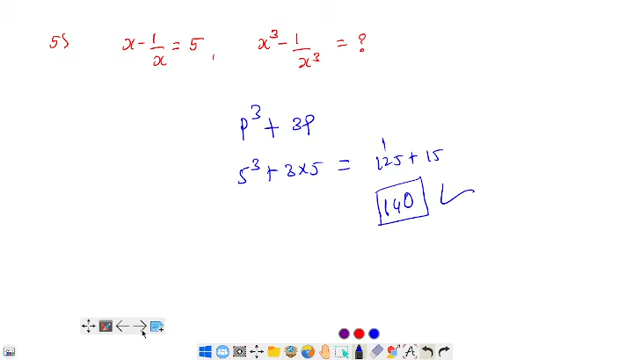 55) x - 1/x = 5, x³ - 1/x³ = ?
p³ + 3p
5³ + 3×5 = 125 + 15
140